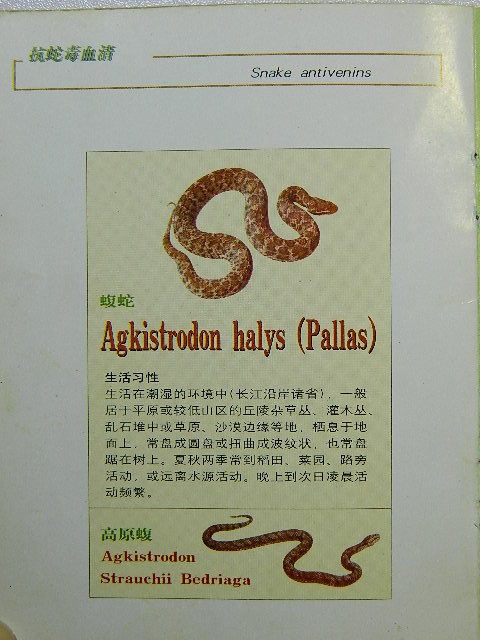 抗蛇毒血清
Snake antivenins
蝮蛇
Agkistrodon halys (Pallas)
生活习性
生活在潮湿的环境中(长江沿岸诸省)，一般
居于平原或较低山区的丘陵杂草丛、灌木丛、
乱石堆中或草原、沙漠边缘等地，栖息于地
面上，常盘成圆盘或扭曲成波纹状，也常盘
踞在树上。夏秋两季常到稻田、菜园、路旁
活动，或远离水源活动。晚上到次日凌晨活
动频繁。
高原蝮
Agkistrodon
Strauchii Bedriaga